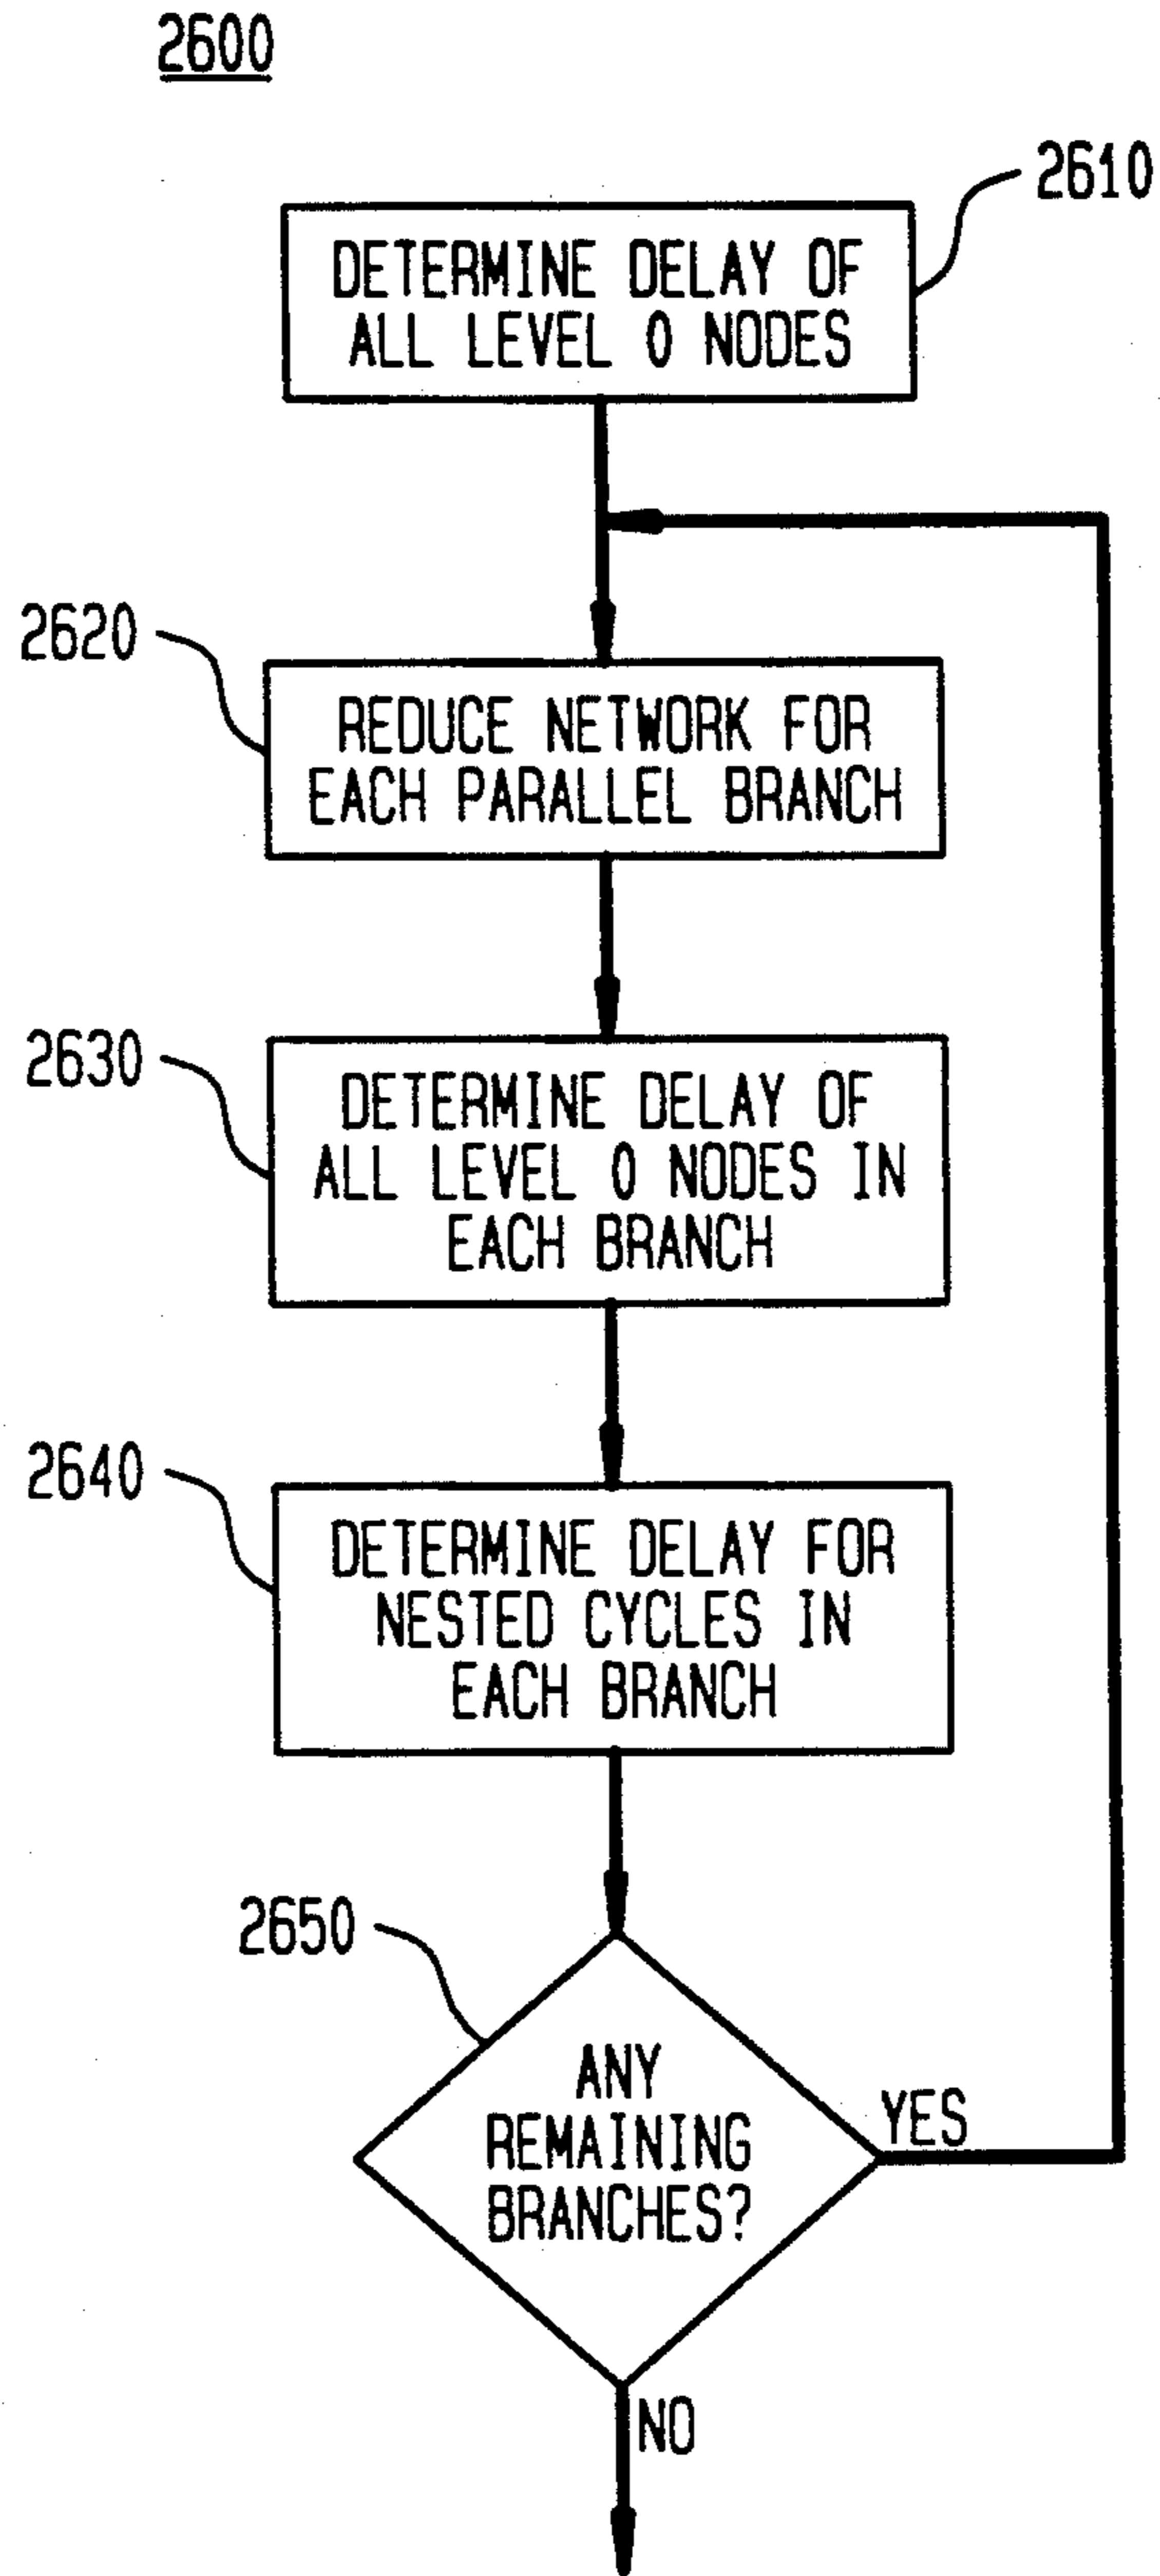 2600
2610
DETERMINE DELAY OF
ALL LEVEL 0 NODES
2620
REDUCE NETWORK FOR
EACH PARALLEL BRANCH
2630
DETERMINE DELAY OF
ALL LEVEL 0 NODES IN
EACH BRANCH
2640
DETERMINE DELAY FOR
NESTED CYCLES IN
EACH BRANCH
2650
ANY
REMAINING
BRANCHES?
YES
NO